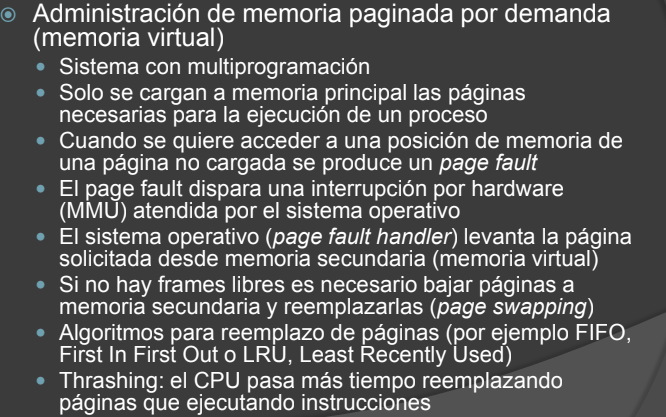 Administración de memoria paginada por demanda
(memoria virtual)
Sistema con multiprogramación
Solo se cargan a memoria principal las páginas
necesarias para la ejecución de un proceso
Cuando se quiere acceder a una posición de memoria de
una página no cargada se produce un page fault
El page fault dispara una interrupción por hardware
(MMU) atendida por el sistema operativo
El sistema operativo (page fault handler) levanta la página
solicitada desde memoria secundaria (memoria virtual)
Si no hay frames libres es necesario bajar páginas a
memoria secundaria y reemplazarlas (page swapping)
Algoritmos para reemplazo de páginas (por ejemplo FIFO,
First In First Out o LRU, Least Recently Used)
Thrashing: el CPU pasa más tiempo reemplazando
páginas que ejecutando instrucciones